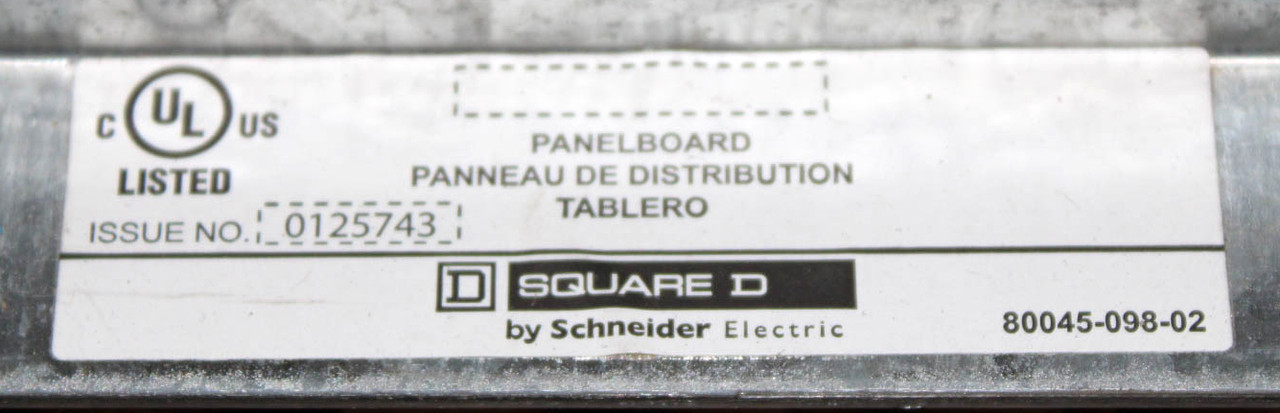 C UL US
LISTED
ISSUE NO. 0125743
PANELBOARD
PANNEAU DE DISTRIBUTION
TABLERO
D SQUARE D
by Schneider Electric
80045-098-02